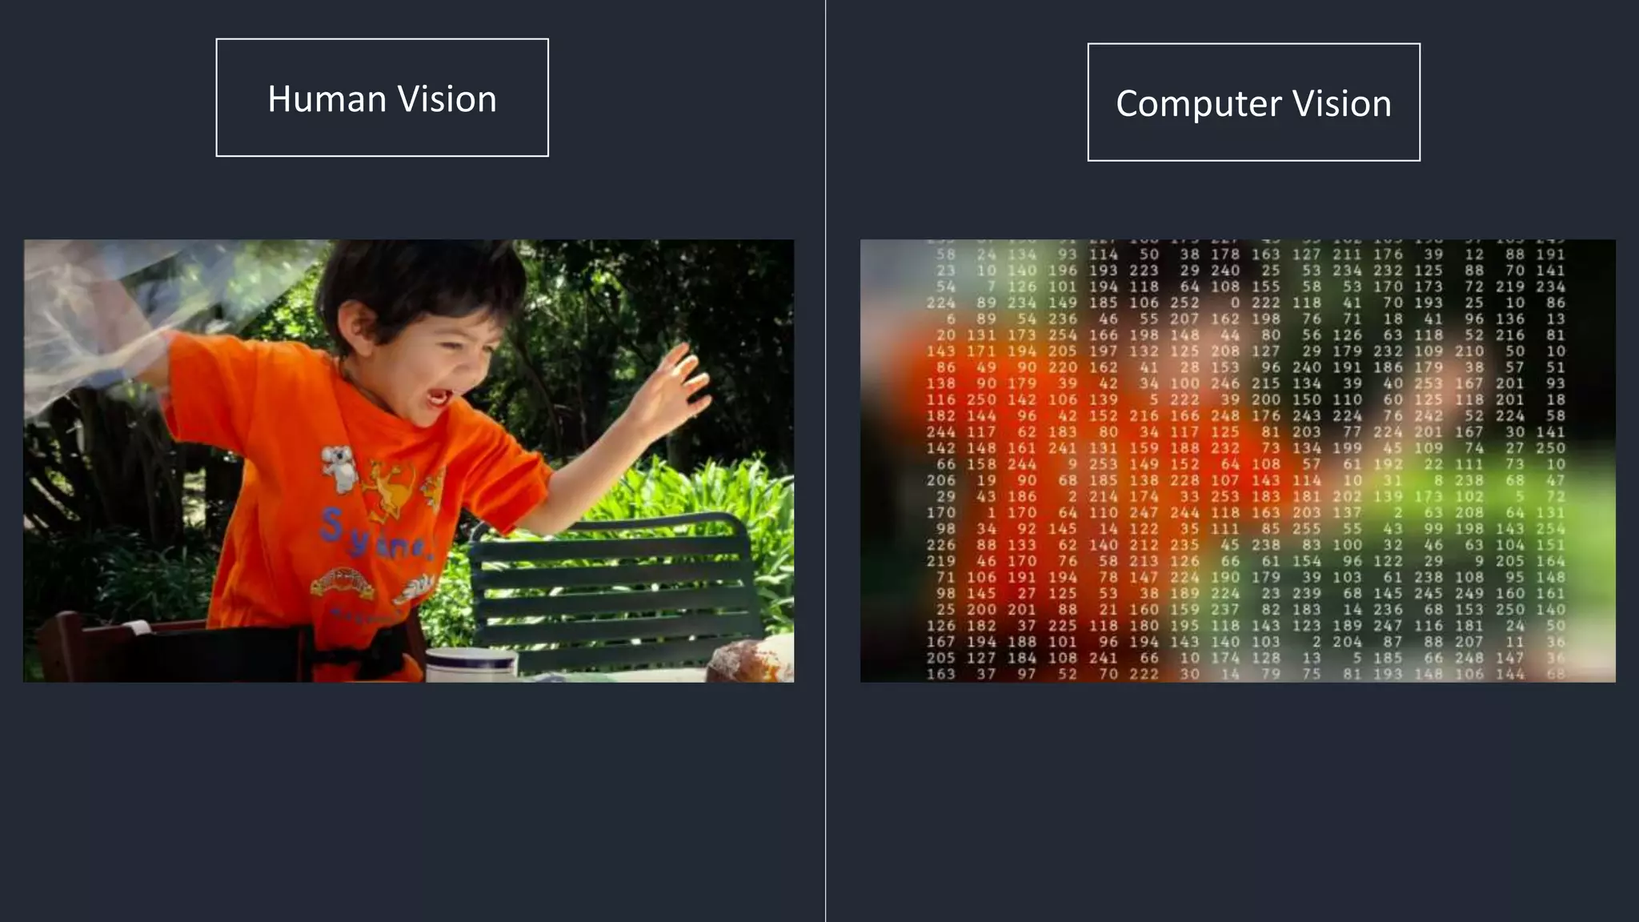 Human Vision
Computer Vision
58 24 134 93 114 50 38 178 163 127 211 176 39 12 88 191
23 10 140 196 193 223 29 240 25 53 234 232 125 88 70 141
54 7 126 101 194 118 64 108 155 58 53 170 173 72 219 234
224 89 234 149 185 106 252 0 222 118 41 70 193 25 10 86
6 89 54 236 46 55 207 162 198 76 71 18 41 96 136 13
20 131 173 254 166 198 148 44 80 56 126 63 118 52 216 81
143 171 194 205 197 132 125 208 127 29 179 232 109 210 50 10
86 49 90 220 162 41 28 153 96 240 191 186 179 38 57 51
138 90 179 39 42 34 100 246 215 134 39 40 253 167 201 93
116 250 142 106 139 5 222 39 200 150 110 60 125 118 201 18
182 144 96 42 152 216 166 248 176 243 224 76 242 52 224 58
244 117 62 183 80 34 117 125 81 203 77 224 201 167 30 141
142 148 161 241 131 159 188 232 73 134 199 45 109 74 27 250
66 158 244 9 253 149 152 64 108 57 61 192 22 111 73 10
206 19 90 68 185 138 228 107 143 114 10 31 8 238 68 47
29 43 186 2 214 174 33 253 183 181 202 139 173 102 5 72
170 1 170 64 110 247 244 118 163 203 137 2 63 208 64 131
98 34 92 145 14 122 35 111 85 255 55 43 99 198 143 254
226 88 133 62 140 212 235 45 238 83 100 32 46 63 104 151
219 46 170 76 58 213 126 66 61 154 96 122 29 9 205 164
71 106 191 194 78 147 224 190 179 39 103 61 238 108 95 148
98 145 27 125 53 38 189 224 23 239 68 145 245 249 160 161
25 200 201 88 21 160 159 237 82 183 14 236 68 153 250 140
126 182 37 225 118 180 195 118 143 123 189 247 116 181 24 50
167 194 188 101 96 194 143 140 103 2 204 87 88 207 11 36
205 127 184 108 241 66 10 174 128 13 5 185 66 248 147 36
163 37 97 52 70 222 30 14 79 75 81 193 148 106 144 68